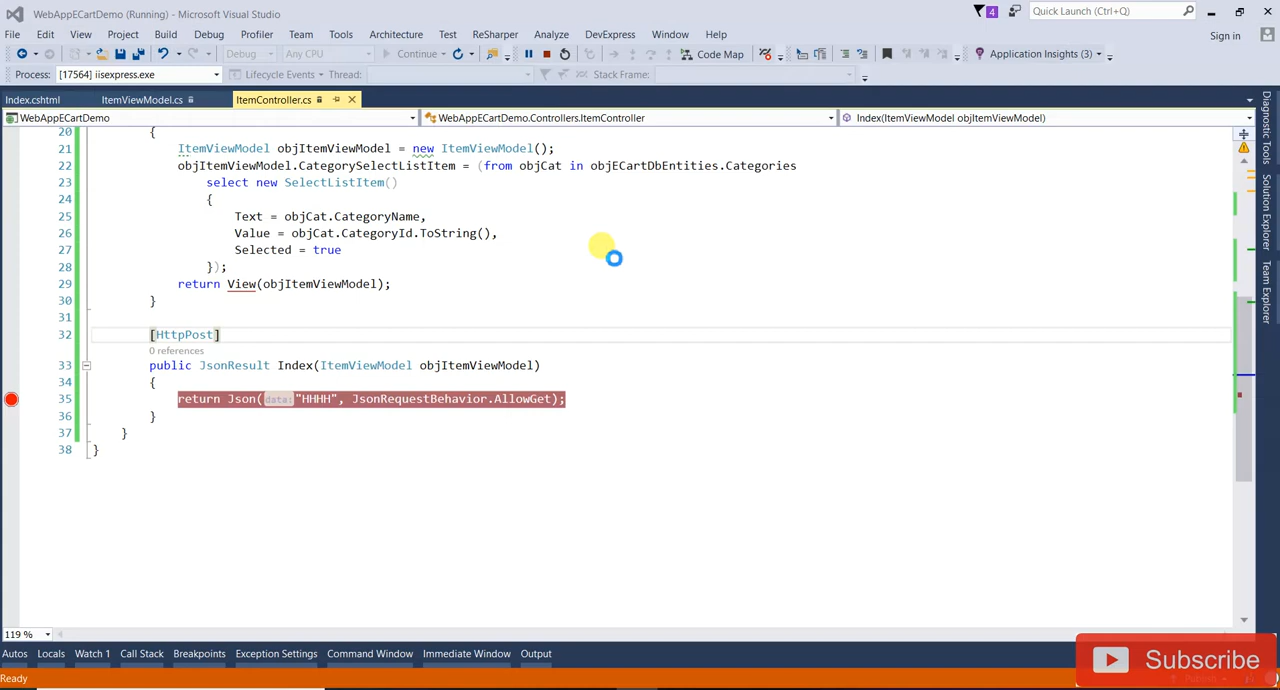 WebAppECartDemo (Running) - Microsoft Visual Studio
4
Quick Launch (Ctrl+Q)
File Edit View Project Build Debug Profiler Team Tools Architecture Test ReSharper Analyze DevExpress Window Help
Sign in
Debug Any CPU Continue Code Map Application Insights (3)
Process: [17564] iisexpress.exe Lifecycle Events Thread: Stack Frame:
Index.cshtml ItemViewModel.cs ItemController.cs
WebAppECartDemo WebAppECartDemo.Controllers.ItemController Index(ItemViewModel objItemViewModel)
20 {
21 ItemViewModel objItemViewModel = new ItemViewModel();
22 objItemViewModel.CategorySelectListItem = (from objCat in objECartDbEntities.Categories
23 select new SelectListItem()
24 {
25 Text = objCat.CategoryName,
26 Value = objCat.CategoryId.ToString(),
27 Selected = true
28 });
29 return View(objItemViewModel);
30 }
31
32 [HttpPost]
0 references
33 public JsonResult Index(ItemViewModel objItemViewModel)
34 {
35 return Json(data:"HHHH", JsonRequestBehavior.AllowGet);
36 }
37 }
38 }
Diagnostic Tools
Solution Explorer
Team Explorer
119 %
Autos Locals Watch 1 Call Stack Breakpoints Exception Settings Command Window Immediate Window Output
Subscribe
Ready